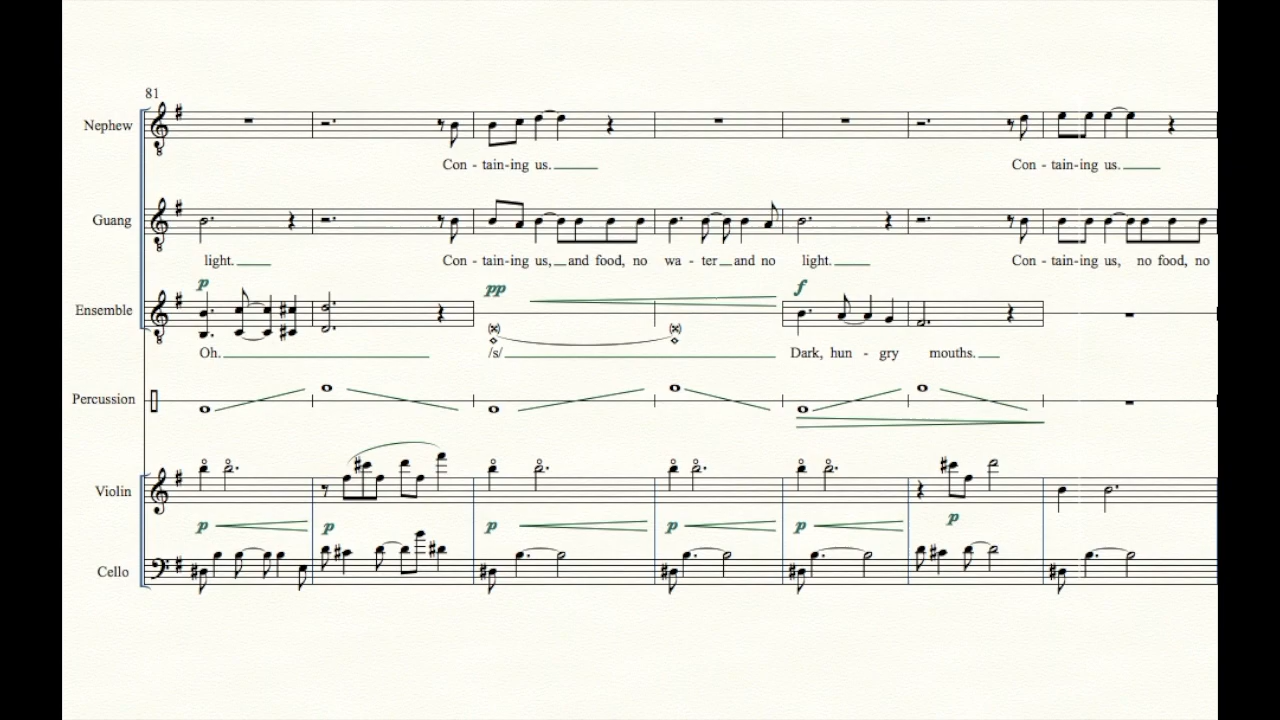 81
Nephew
Con - tain-ing us. Con - tain-ing us.
Guang
light. Con - tain-ing us, and food, no wa - ter and no light. Con - tain-ing us, no food, no
p pp f
Ensemble
Oh. /s/ Dark, hun - gry mouths.
Percussion
Violin
p p p p p p
Cello